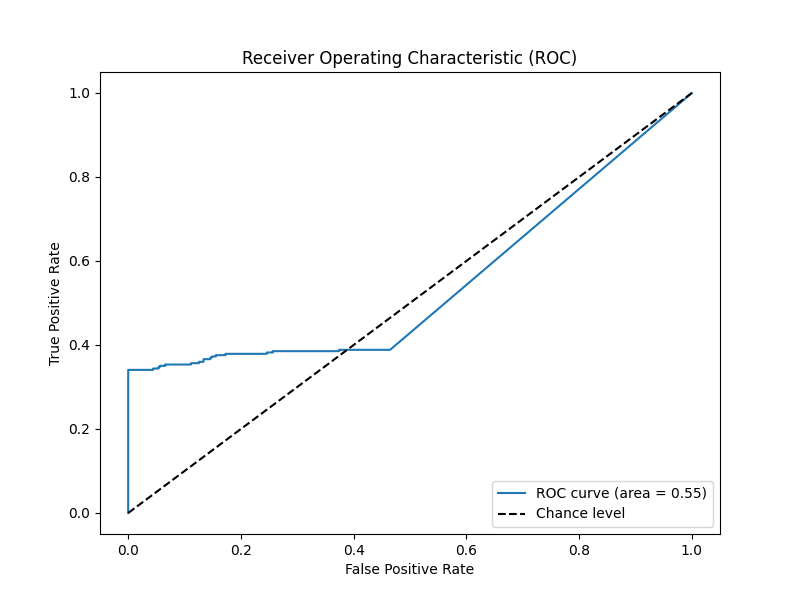 Receiver Operating Characteristic (ROC)
True Positive Rate
1.0
0.8
0.6
0.4
0.2
0.0
ROC curve (area = 0.55)
Chance level
0.0 0.2 0.4 0.6 0.8 1.0
False Positive Rate